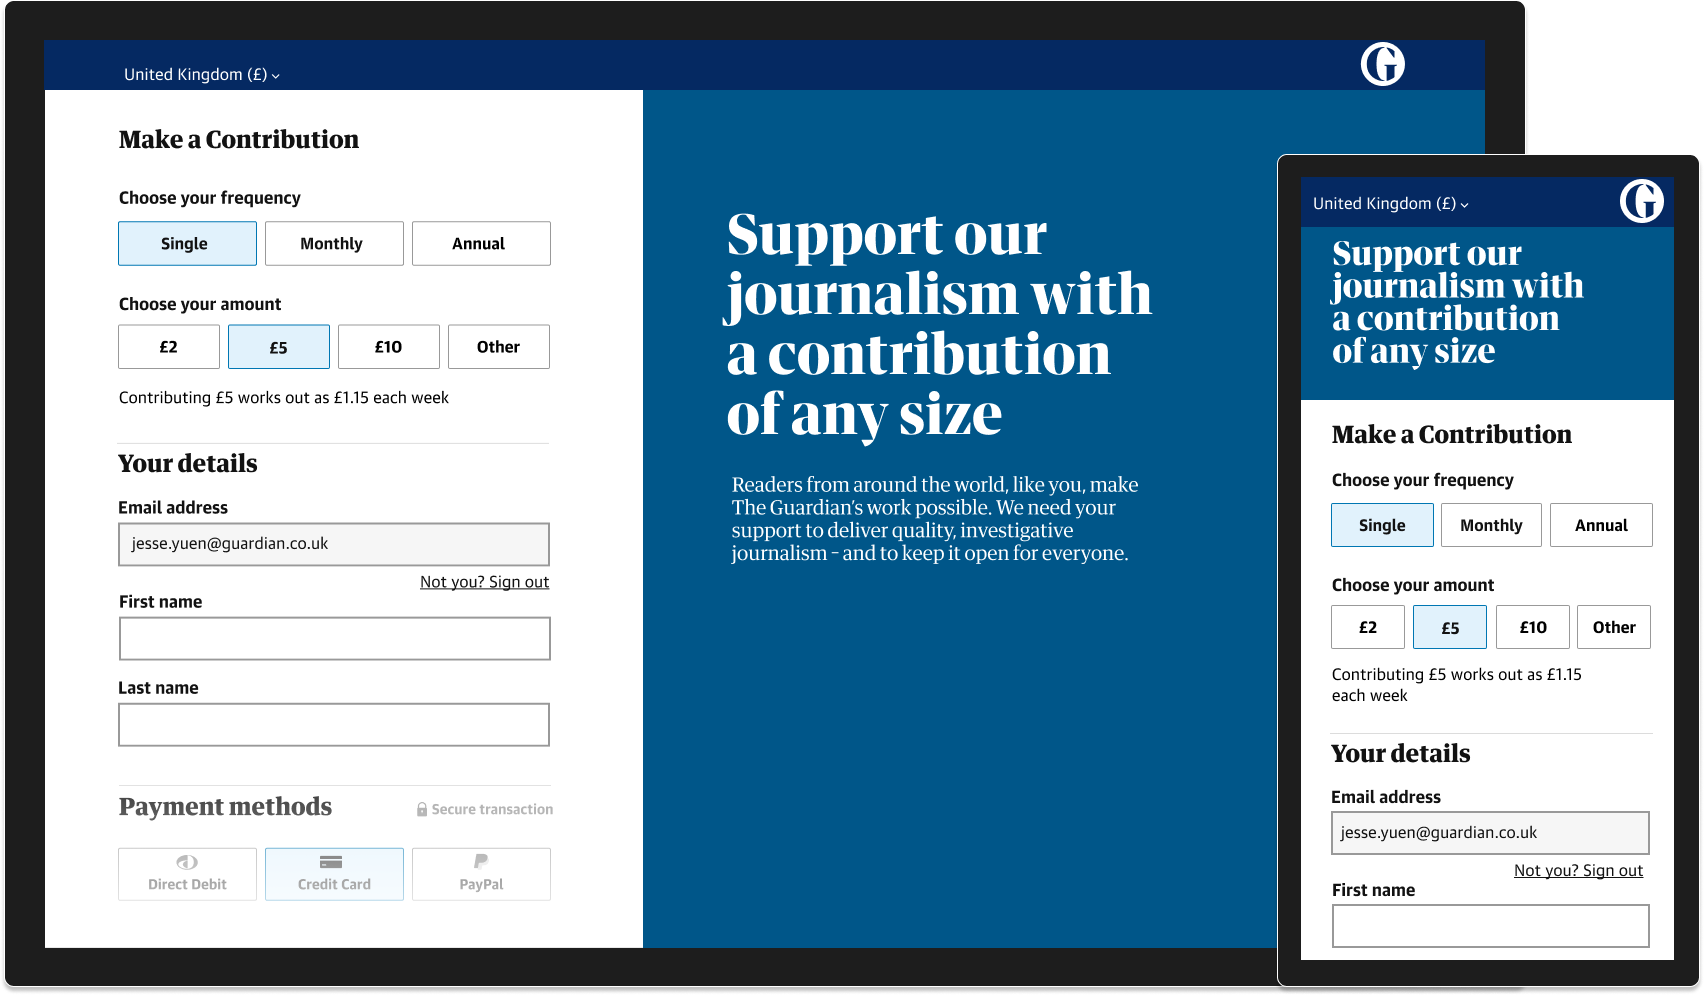 United Kingdom (£)
G
Make a Contribution
Choose your frequency
Single Monthly Annual
Choose your amount
£2 £5 £10 Other
Contributing £5 works out as £1.15 each week
Your details
Email address
jesse.yuen@guardian.co.uk
Not you? Sign out
First name
Last name
Payment methods Secure transaction
Direct Debit Credit Card PayPal
Support our
journalism with
a contribution
of any size
Readers from around the world, like you, make
The Guardian's work possible. We need your
support to deliver quality, investigative
journalism – and to keep it open for everyone.
United Kingdom (£)
G
Support our
journalism with
a contribution
of any size
Make a Contribution
Choose your frequency
Single Monthly Annual
Choose your amount
£2 £5 £10 Other
Contributing £5 works out as £1.15
each week
Your details
Email address
jesse.yuen@guardian.co.uk
Not you? Sign out
First name